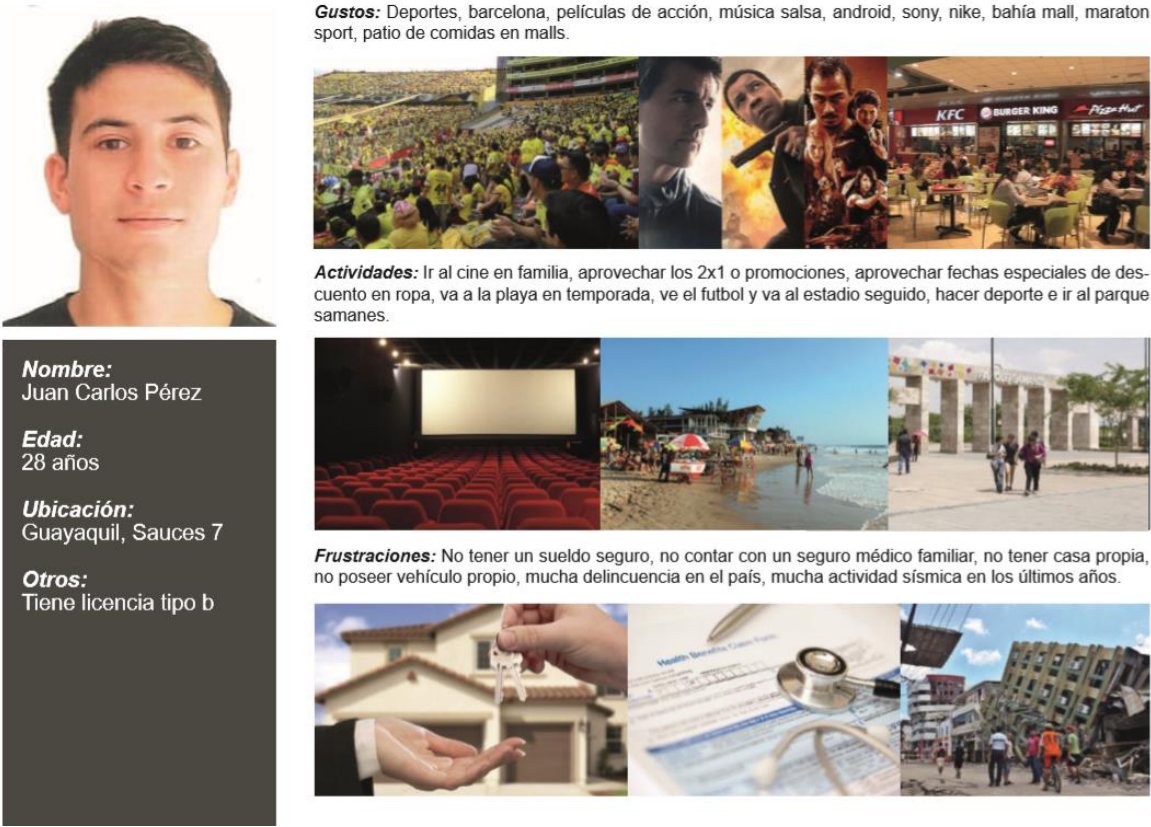 Gustos: Deportes, barcelona, películas de acción, música salsa, android, sony, nike, bahía mall, maraton
sport, patio de comidas en malls.
KFC
BURGER KING
Pizza Hut
Actividades: Ir al cine en familia, aprovechar los 2x1 o promociones, aprovechar fechas especiales de des-
cuento en ropa, va a la playa en temporada, ve el futbol y va al estadio seguido, hacer deporte e ir al parque
samanes.
Nombre:
Juan Carlos Pérez
Edad:
28 años
Ubicación:
Guayaquil, Sauces 7
Otros:
Tiene licencia tipo b
Frustraciones: No tener un sueldo seguro, no contar con un seguro médico familiar, no tener casa propia,
no poseer vehículo propio, mucha delincuencia en el país, mucha actividad sísmica en los últimos años.
Health Benefits Claim Form